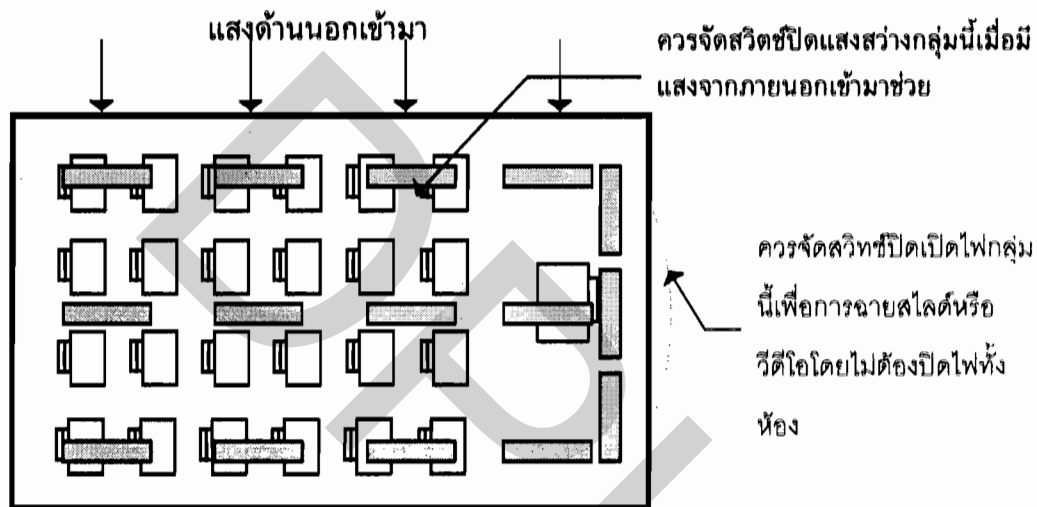 แสงด้านนอกเข้ามา
ควรจัดสวิตช์ปิดแสงสว่างกลุ่มนี้เมื่อมี
แสงจากภายนอกเข้ามาช่วย
ควรจัดสวิทช์ปิดเปิดไฟกลุ่ม
นี้เพื่อการฉายสไลด์หรือ
วีดีโอโดยไม่ต้องปิดไฟทั้ง
ห้อง